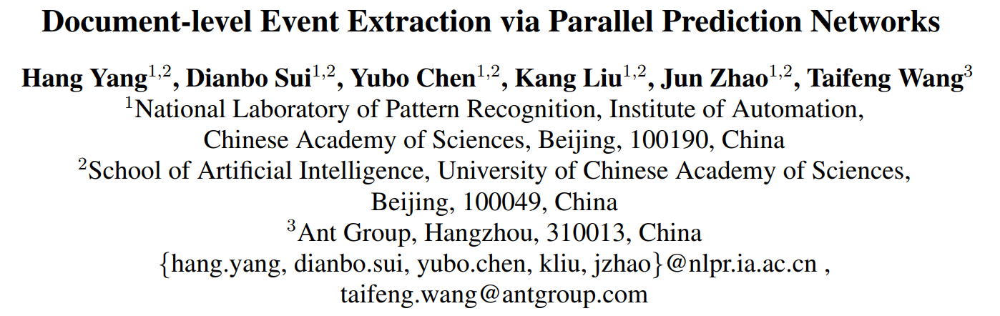 Document-level Event Extraction via Parallel Prediction Networks
Hang Yang1,2, Dianbo Sui1,2, Yubo Chen1,2, Kang Liu1,2, Jun Zhao1,2, Taifeng Wang3
1National Laboratory of Pattern Recognition, Institute of Automation,
Chinese Academy of Sciences, Beijing, 100190, China
2School of Artificial Intelligence, University of Chinese Academy of Sciences,
Beijing, 100049, China
3Ant Group, Hangzhou, 310013, China
{hang.yang, dianbo.sui, yubo.chen, kliu, jzhao}@nlpr.ia.ac.cn ,
taifeng.wang@antgroup.com